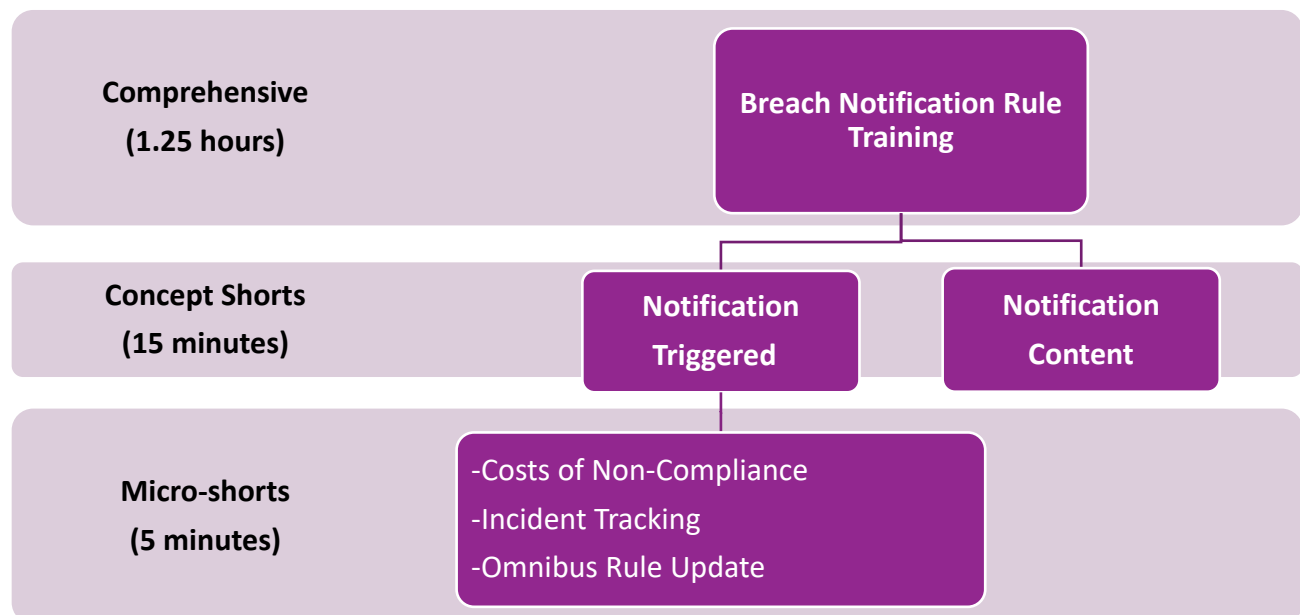 Comprehensive
(1.25 hours)
Breach Notification Rule
Training
Concept Shorts
(15 minutes)
Notification
Triggered
Notification
Content
Micro-shorts
(5 minutes)
-Costs of Non-Compliance
-Incident Tracking
-Omnibus Rule Update